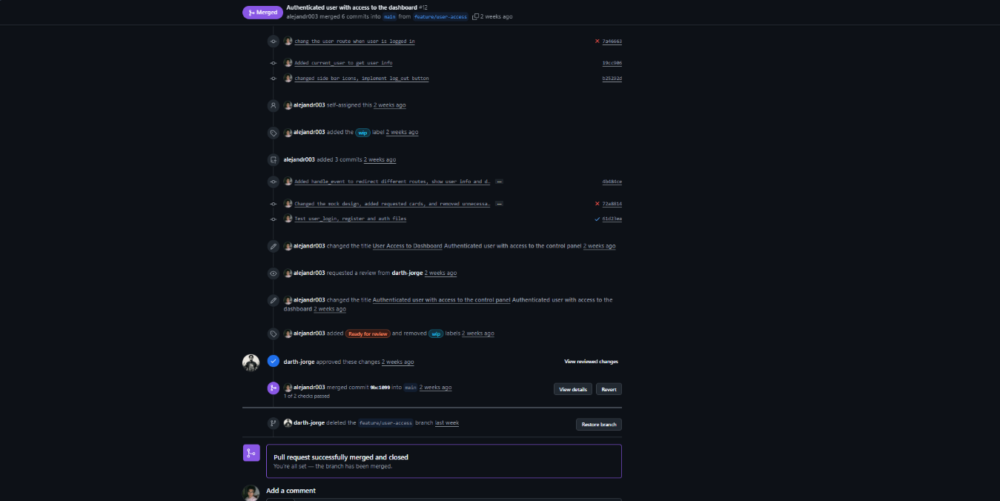 Merged
Authenticated user with access to the dashboard #12
alejandr003 merged 6 commits into main from feature/user-access 2 weeks ago
chang the user route when user is logged in 7a46663
Added current_user to get user info 19cc906
changed side bar icons, implement log_out button b25292d
alejandr003 self-assigned this 2 weeks ago
alejandr003 added the wip label 2 weeks ago
alejandr003 added 3 commits 2 weeks ago
Added handle_event to redirect different routes, show user info and d… ... 4b484ce
Changed the mock design, added requested cards, and removed unnecessa… ... 72a8814
Test user_login, register and auth files 61d23ea
alejandr003 changed the title User Access to Dashboard Authenticated user with access to the control panel 2 weeks ago
alejandr003 requested a review from darth-jorge 2 weeks ago
alejandr003 changed the title Authenticated user with access to the control panel Authenticated user with access to the
dashboard 2 weeks ago
alejandr003 added Ready for review and removed wip labels 2 weeks ago
darth-jorge approved these changes 2 weeks ago View reviewed changes
alejandr003 merged commit 9bc1099 into main 2 weeks ago View details Revert
1 of 2 checks passed
darth-jorge deleted the feature/user-access branch last week Restore branch
Pull request successfully merged and closed
You're all set — the branch has been merged.
Add a comment